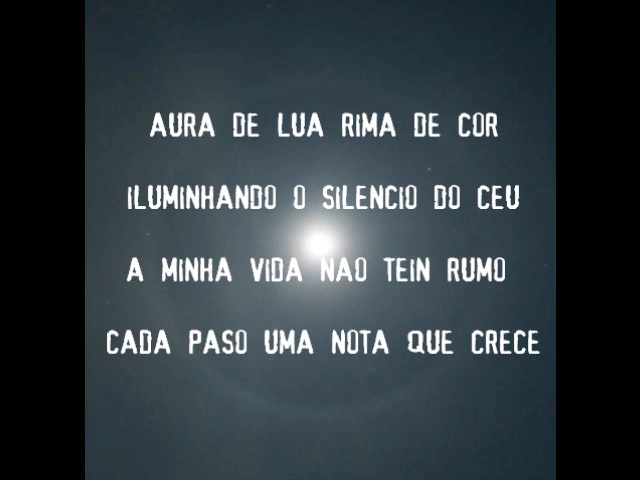 AURA DE LUA RIMA DE COR
ILUMINHANDO O SILENCIO DO CEU
A MINHA VIDA NAO TEIN RUMO
CADA PASO UMA NOTA QUE CRECE